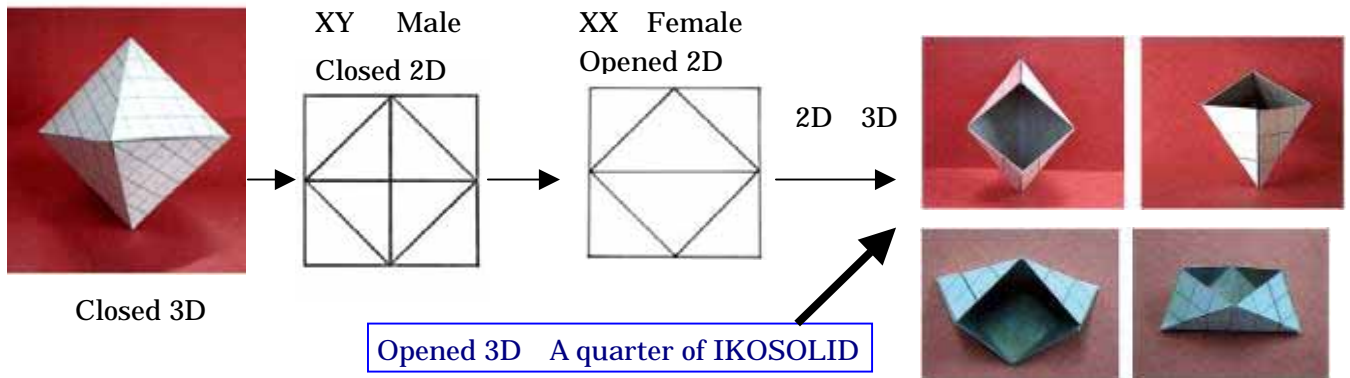 XY Male
Closed 2D
XX Female
Opened 2D
2D 3D
Closed 3D
Opened 3D A quarter of IKOSOLID